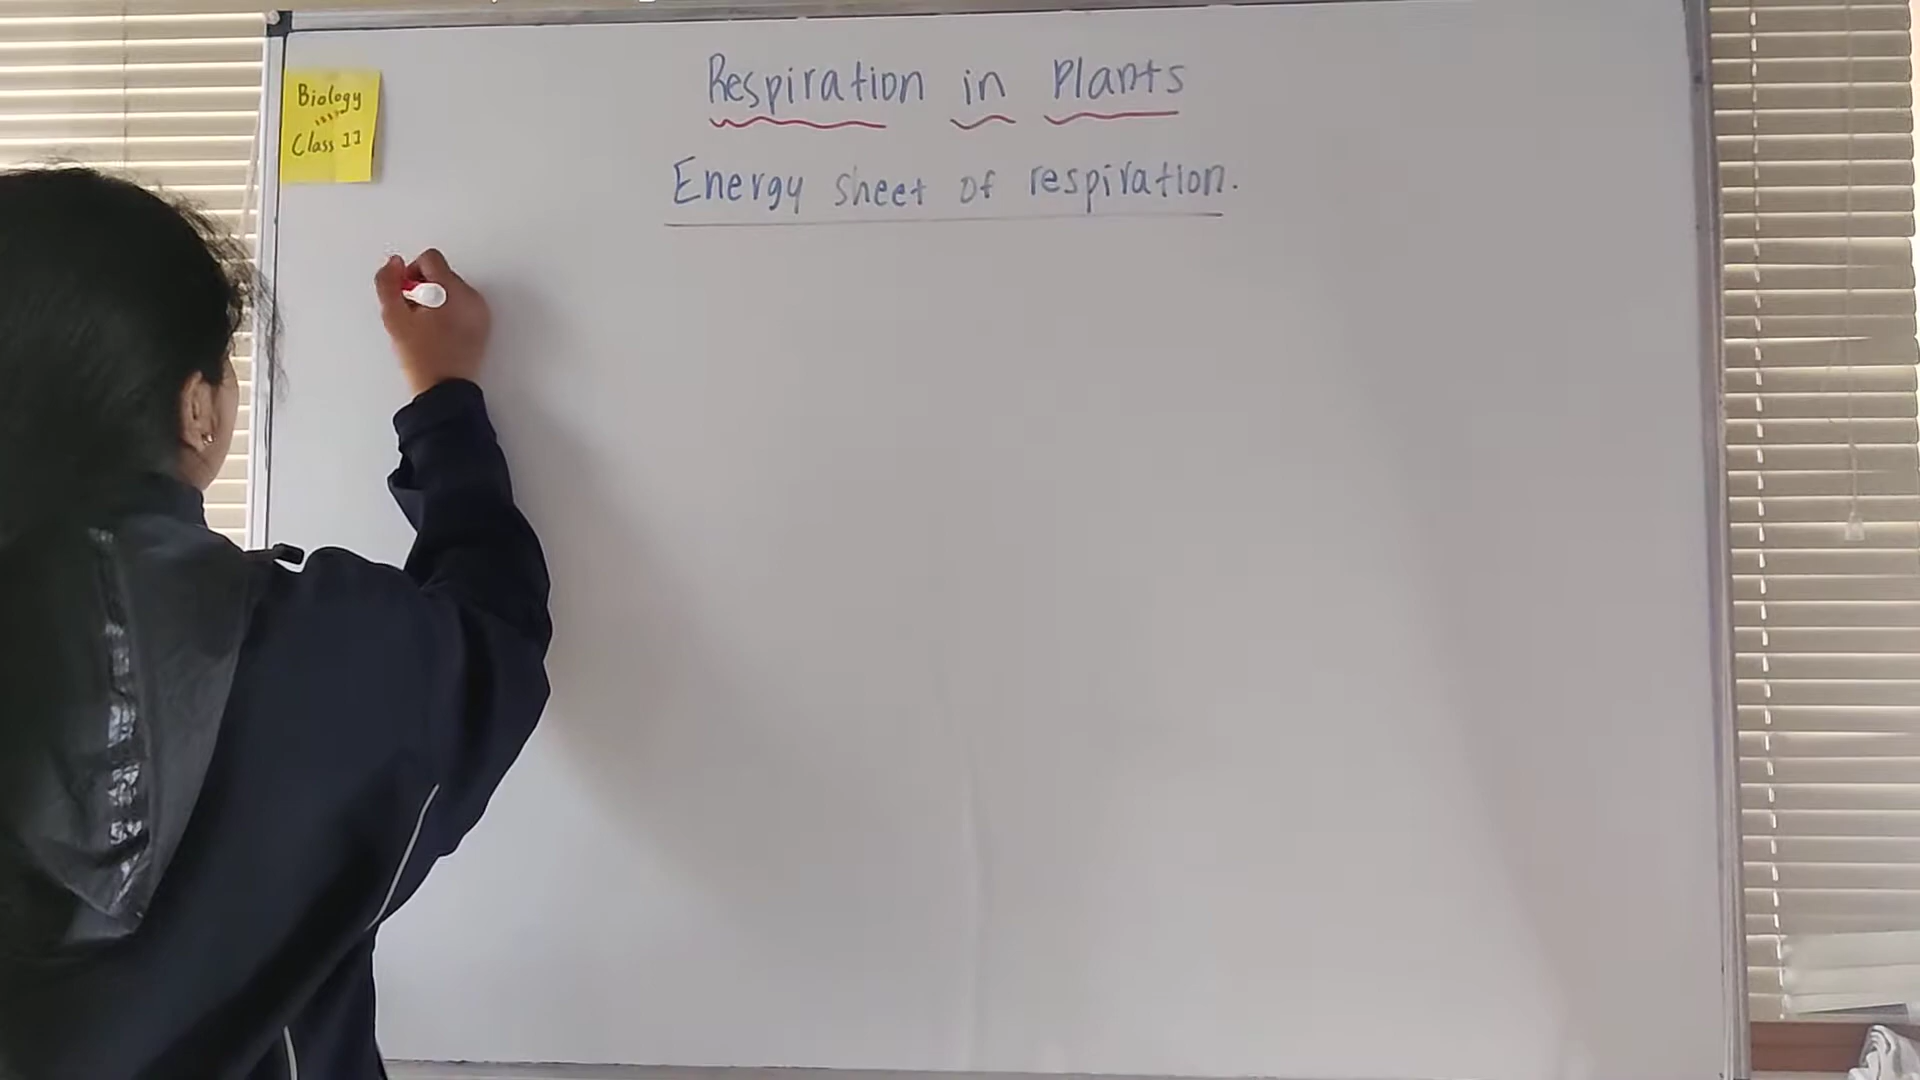 Biology
Class 11
Respiration in Plants
Energy sheet of respiration.